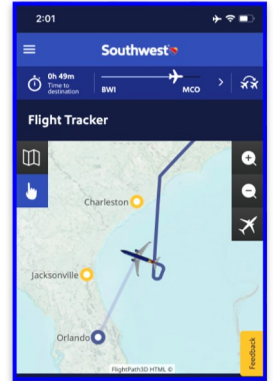 2:01
Southwest
0h 49m
Time to
destination
BWI
MCO
Flight Tracker
Charleston
Jacksonville
Orlando
FlightPath3D HTML ©
Feedback